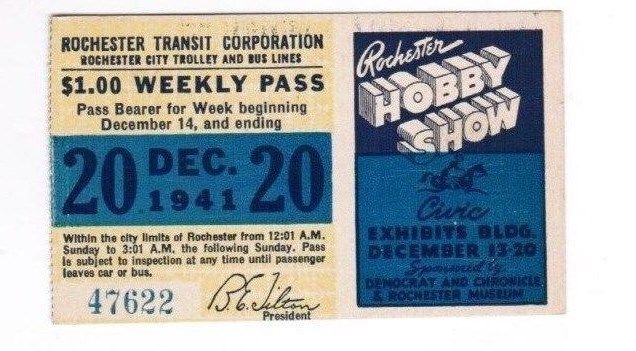 ROCHESTER TRANSIT CORPORATION
ROCHESTER CITY TROLLEY AND BUS LINES
$1.00 WEEKLY PASS
Pass Bearer for Week beginning
December 14, and ending
20 DEC. 1941 20
Within the city limits of Rochester from 12:01 A.M.
Sunday to 3:01 A.M. the following Sunday. Pass
is subject to inspection at any time until passenger
leaves car or bus.
47622 B.E. Tilton
President
Rochester
HOBBY
SHOW
Civic
EXHIBITS BLDG.
DECEMBER 13-20
Sponsored by
DEMOCRAT AND CHRONICLE
& ROCHESTER MUSEUM